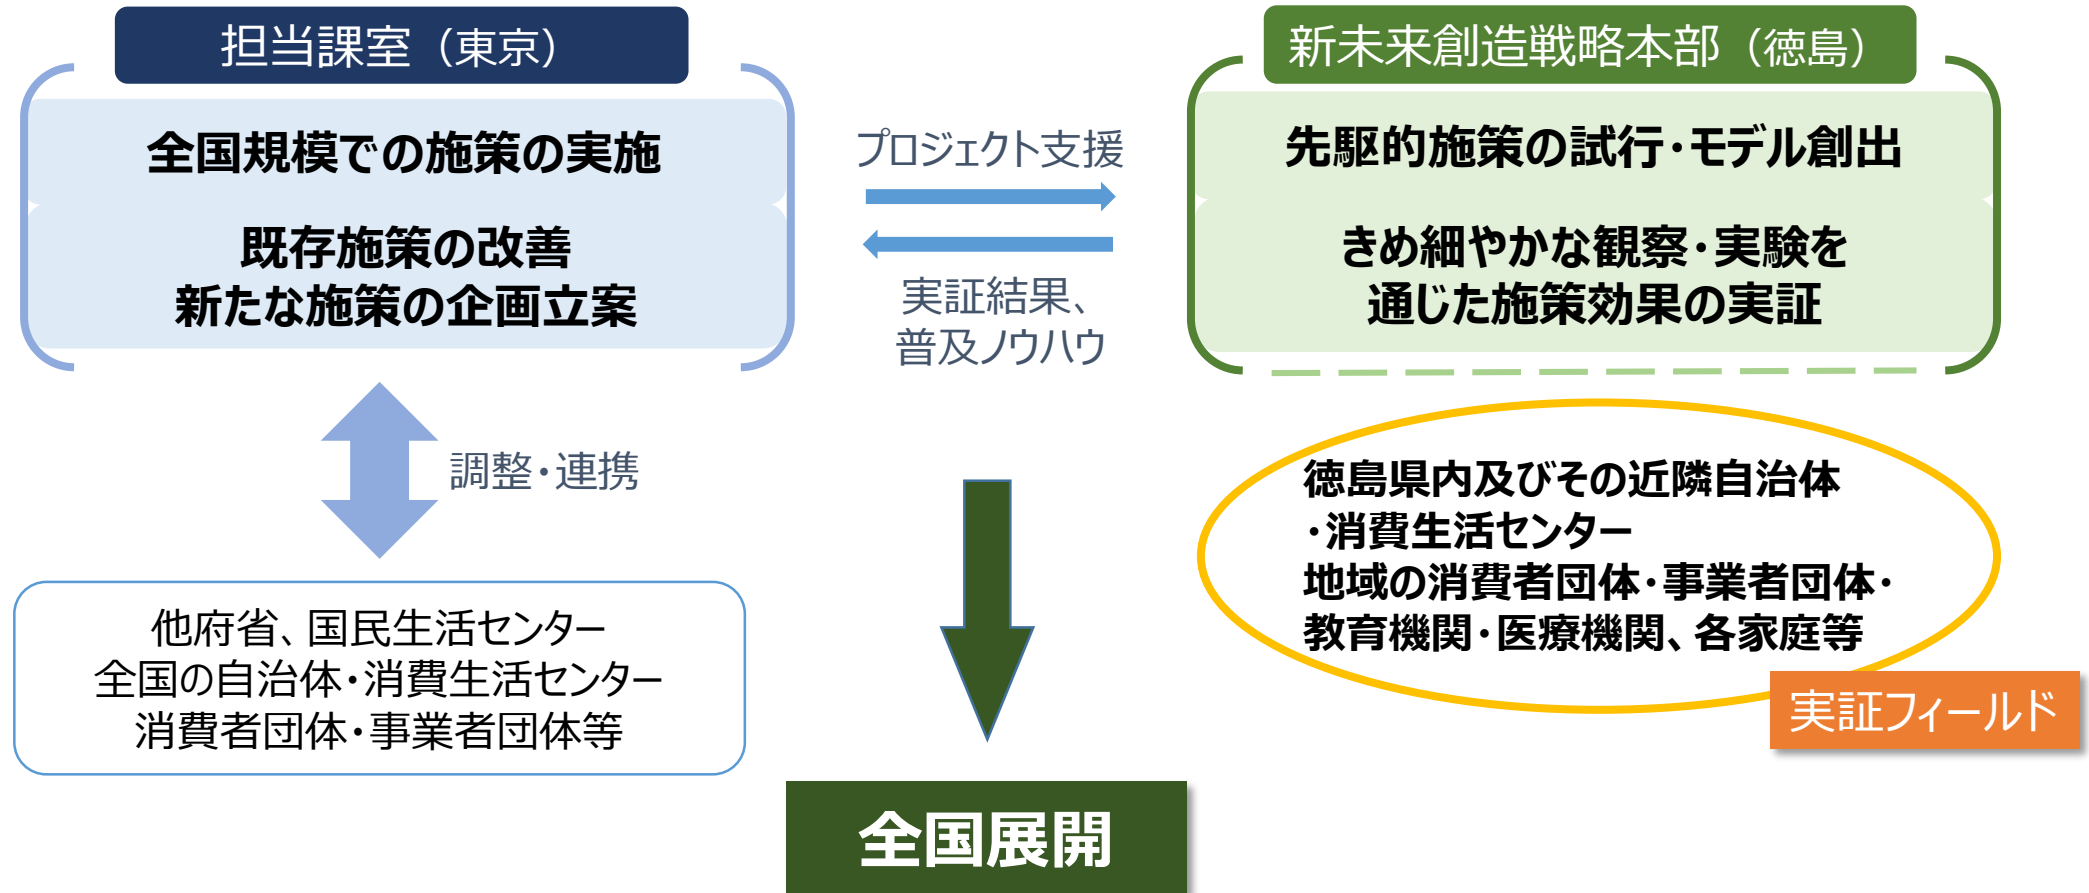 担当課室（東京）
全国規模での施策の実施
既存施策の改善
新たな施策の企画立案
調整・連携
他府省、国民生活センター
全国の自治体・消費生活センター
消費者団体・事業者団体等
プロジェクト支援
実証結果、
普及ノウハウ
新未来創造戦略本部（徳島）
先駆的施策の試行・モデル創出
きめ細やかな観察・実験を
通じた施策効果の実証
徳島県内及びその近隣自治体
・消費生活センター
地域の消費者団体・事業者団体・
教育機関・医療機関、各家庭等
実証フィールド
全国展開